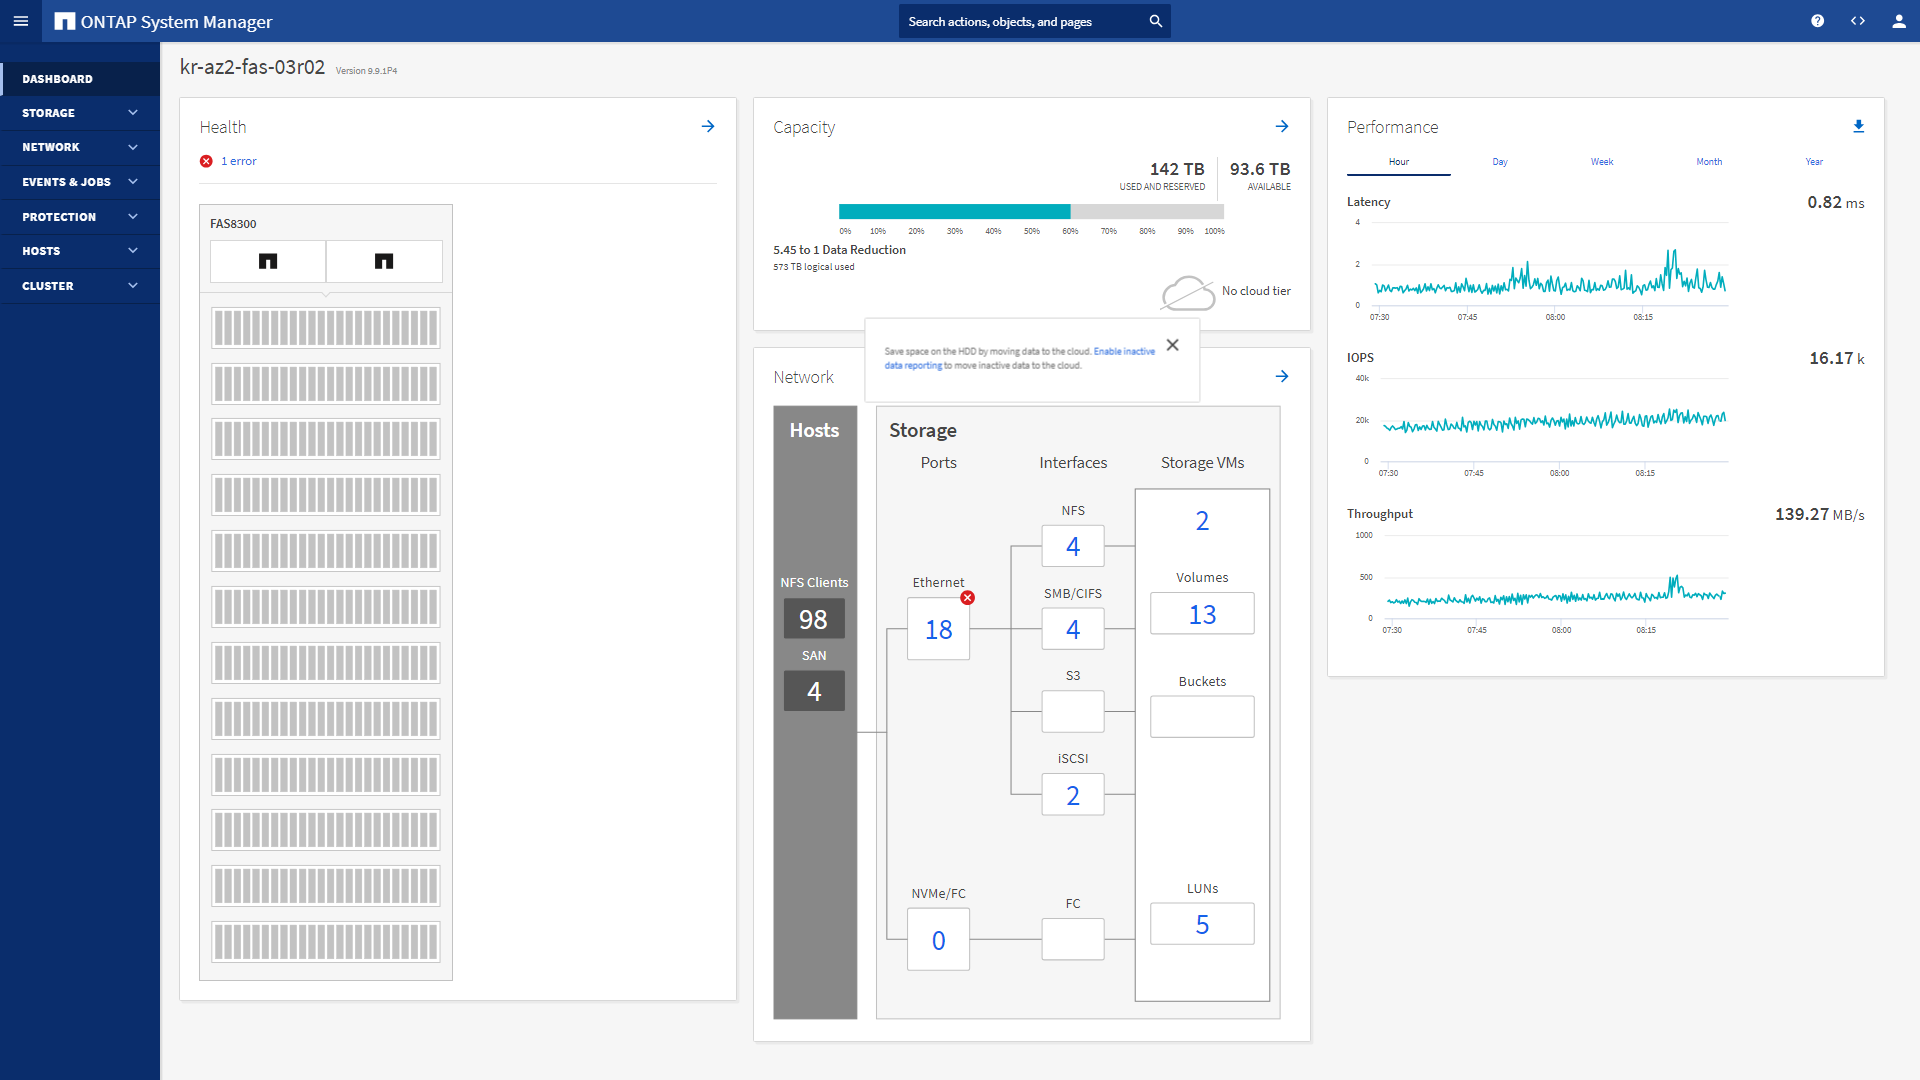 ONTAP System Manager
Search actions, objects, and pages
DASHBOARD
STORAGE
NETWORK
EVENTS & JOBS
PROTECTION
HOSTS
CLUSTER
kr-az2-fas-03r02 Version 9.9.1P4
Health
1 error
FAS8300
Capacity
142 TB
USED AND RESERVED
93.6 TB
AVAILABLE
0% 10% 20% 30% 40% 50% 60% 70% 80% 90% 100%
5.45 to 1 Data Reduction
573 TB logical used
No cloud tier
Save space on the HDD by moving data to the cloud. Enable inactive
data reporting to move inactive data to the cloud.
Network
Hosts
NFS Clients
98
SAN
4
Storage
Ports
Interfaces
Storage VMs
Ethernet
18
NVMe/FC
0
NFS
4
SMB/CIFS
4
S3
iSCSI
2
FC
2
Volumes
13
Buckets
LUNs
5
Performance
Hour Day Week Month Year
Latency
0.82 ms
4
2
0
07:30 07:45 08:00 08:15
IOPS
16.17 k
40k
20k
0
07:30 07:45 08:00 08:15
Throughput
139.27 MB/s
1000
500
0
07:30 07:45 08:00 08:15